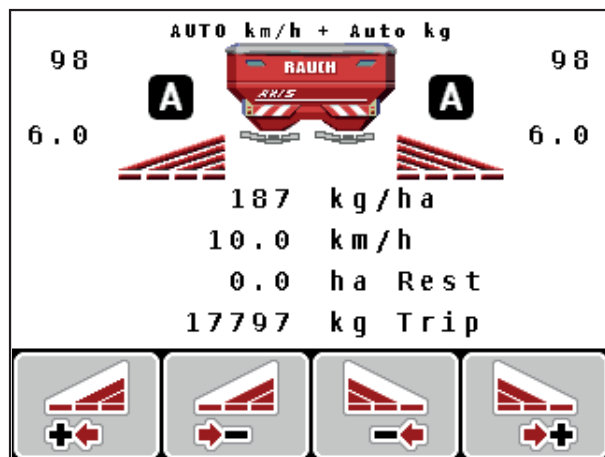 AUTO km/h + Auto kg
98 98
RAUCH
AXIS
A A
6.0 6.0
187 kg/ha
10.0 km/h
0.0 ha Rest
17797 kg Trip
+ - - +